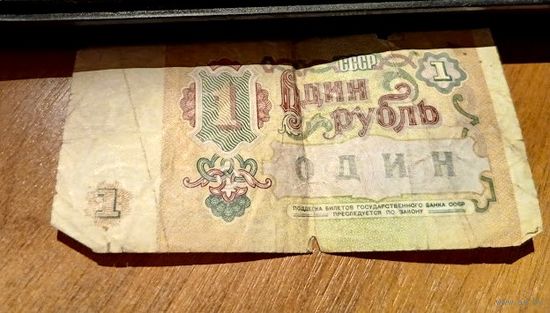 СССР
1
1
Один
рубль
ОДИН
1
ПОДДЕЛКА БИЛЕТОВ ГОСУДАРСТВЕННОГО БАНКА СССР
ПРЕСЛЕДУЕТСЯ ПО ЗАКОНУ